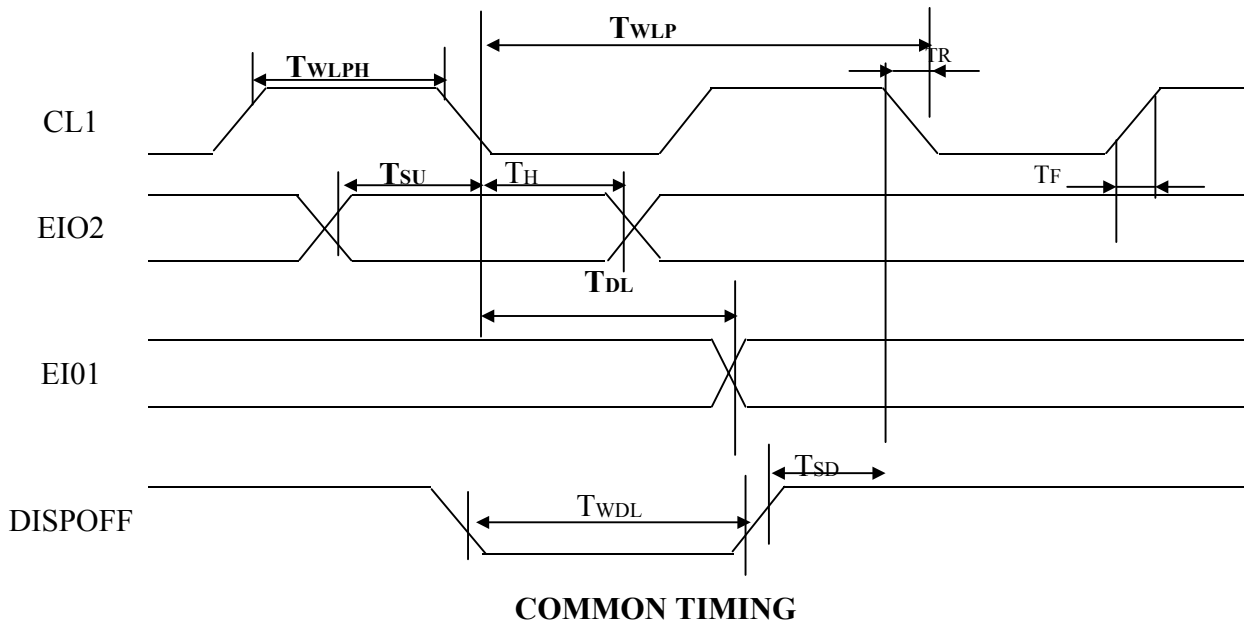 TWLP
TWLPH
TR
CL1
TSU
TH
TF
EIO2
TDL
EI01
TSD
TWDL
DISPOFF
COMMON TIMING